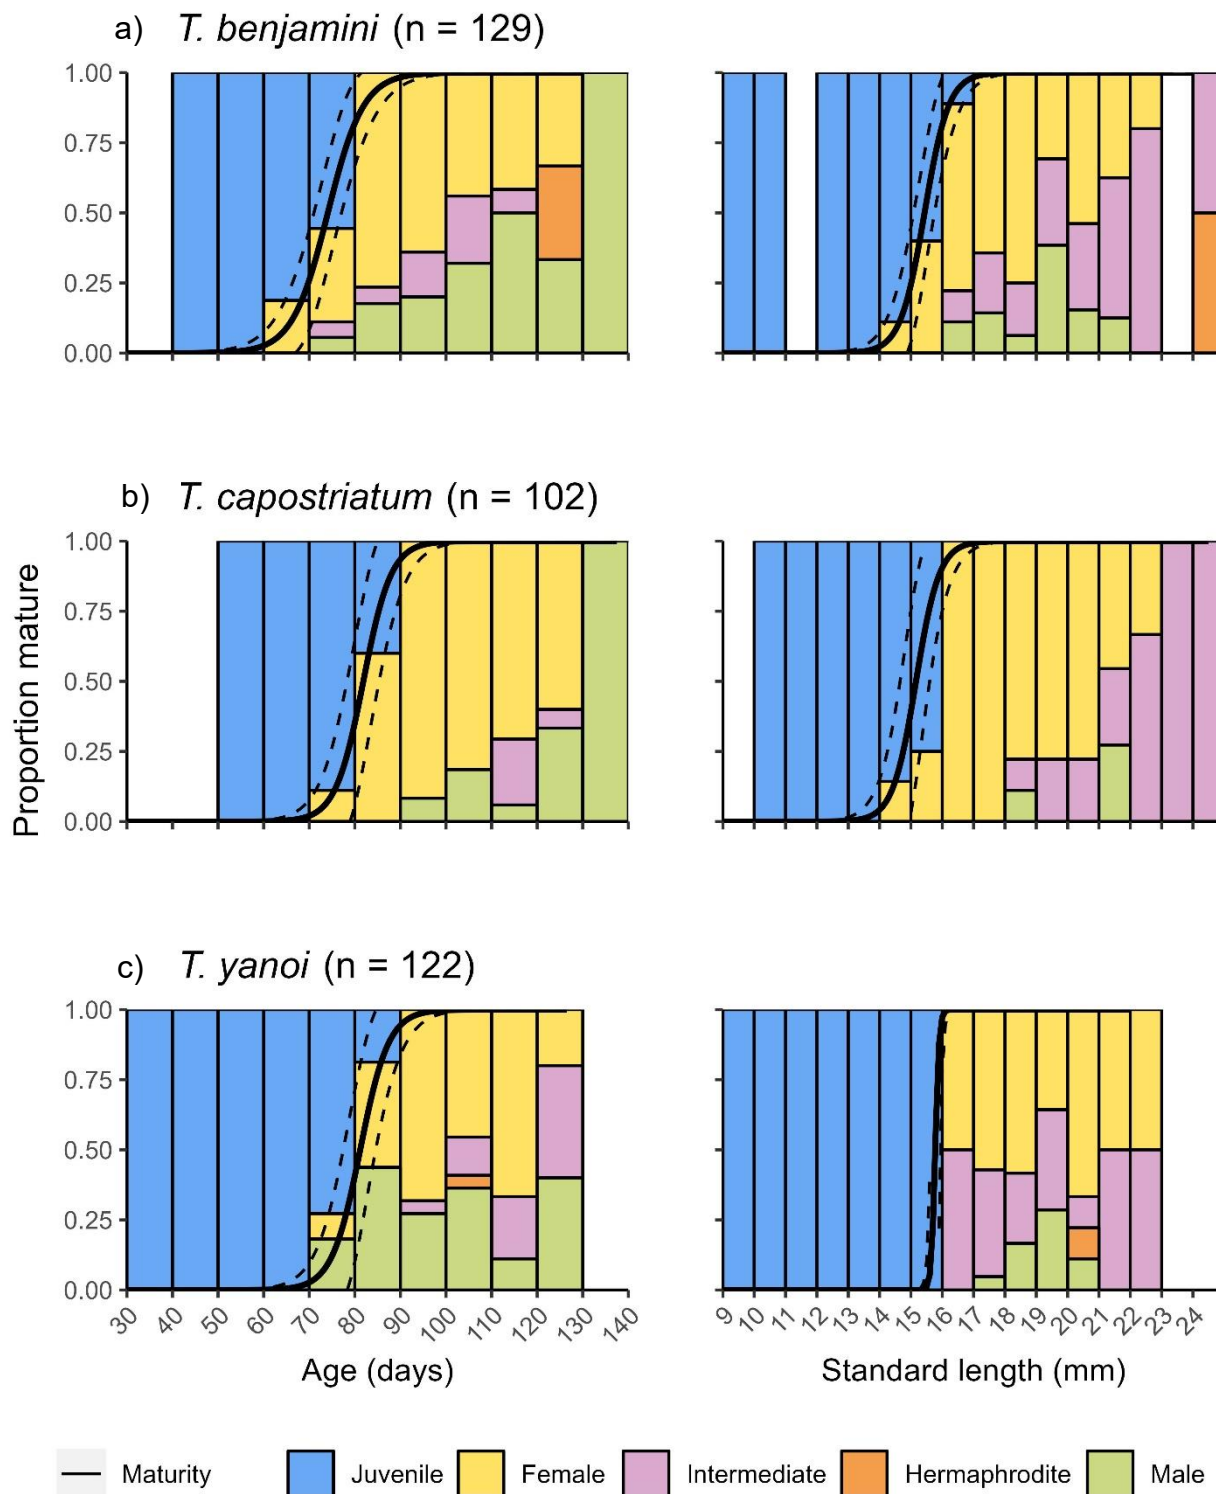 a) T. benjamini (n = 129)
1.00
0.75
0.50
0.25
0.00
b) T. capostriatum (n = 102)
1.00
0.75
0.50
0.25
0.00
Proportion mature
c) T. yanoi (n = 122)
1.00
0.75
0.50
0.25
0.00
30 40 50 60 70 80 90 100 110 120 130 140
9 10 11 12 13 14 15 16 17 18 19 20 21 22 23 24
Age (days) Standard length (mm)
Maturity Juvenile Female Intermediate Hermaphrodite Male